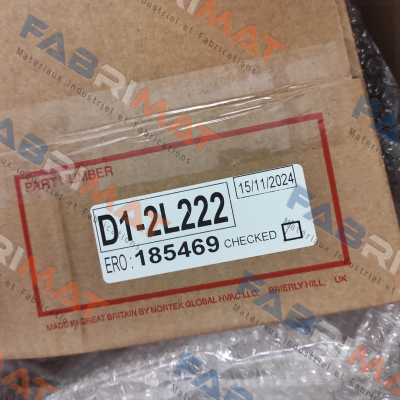 PART NUMBER
15/11/2024
D1-2L222
ERO: 185469 CHECKED
MADE IN GREAT BRITAIN BY NORTEK GLOBAL HVAC LLC. BRIERLY HILL, UK
FABRIMAT
Materiaux Industriel et Fabrications